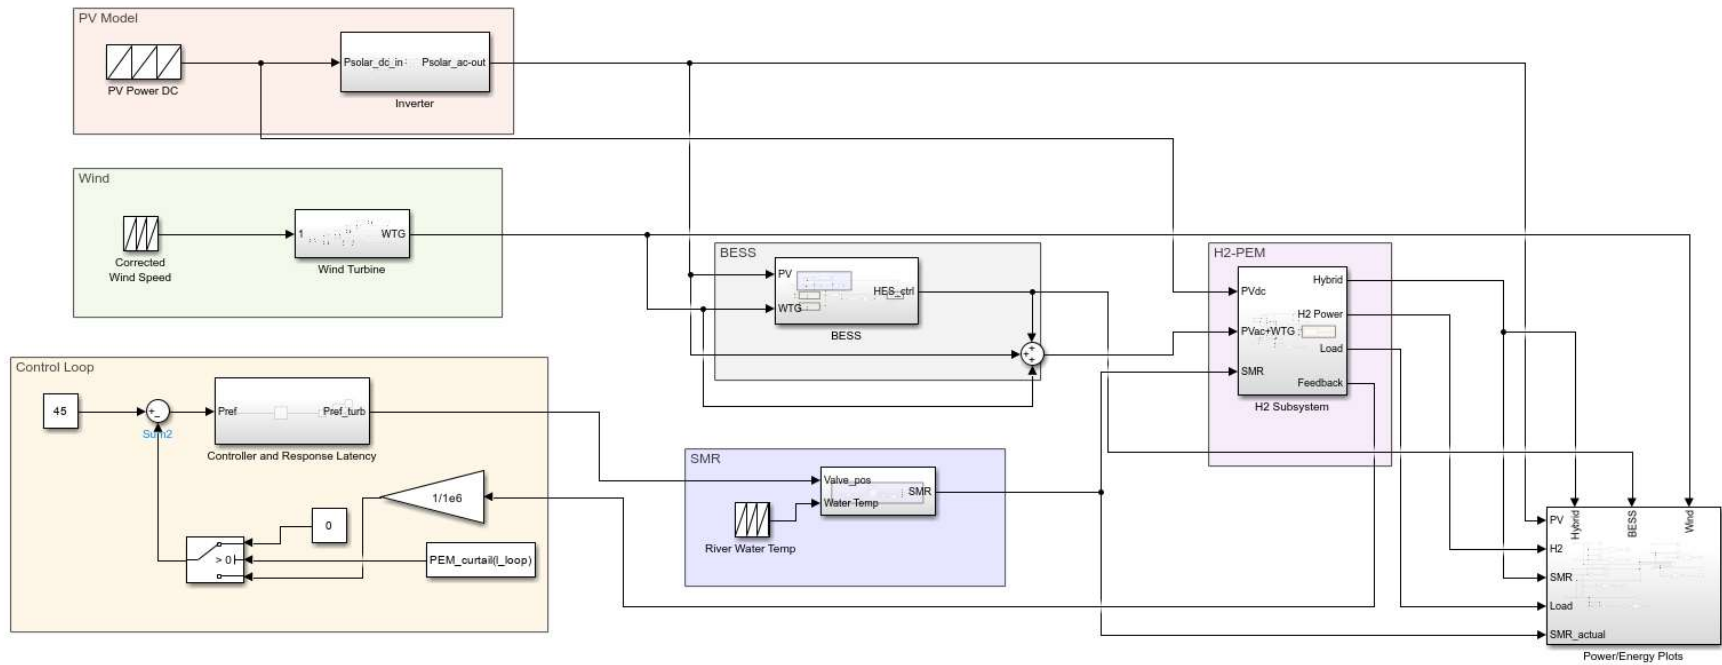 PV Model
Psolar_dc_in
Psolar_ac-out
PV Power DC
Inverter
Wind
1
WTG
Corrected
Wind Speed
Wind Turbine
BESS
PV
HES_ctrl
WTG
BESS
+
+
+
H2-PEM
Hybrid
PVdc
H2 Power
PVac+WTG
Load
SMR
Feedback
H2 Subsystem
Control Loop
45
+
-
Sum2
Pref
Pref_turb
Controller and Response Latency
1/1e6
0
> 0
PEM_curtail(I_loop)
SMR
Valve_pos
SMR
Water Temp
River Water Temp
Hybrid
BESS
Wind
PV
H2
SMR
Load
SMR_actual
Power/Energy Plots